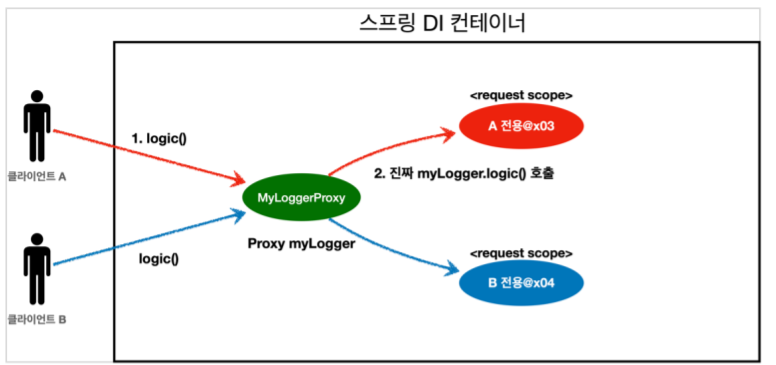 스프링 DI 컨테이너
<request scope>
A 전용@x03
1. logic()
클라이언트 A
2. 진짜 myLogger.logic() 호출
MyLoggerProxy
Proxy myLogger
<request scope>
logic()
B 전용@x04
클라이언트 B